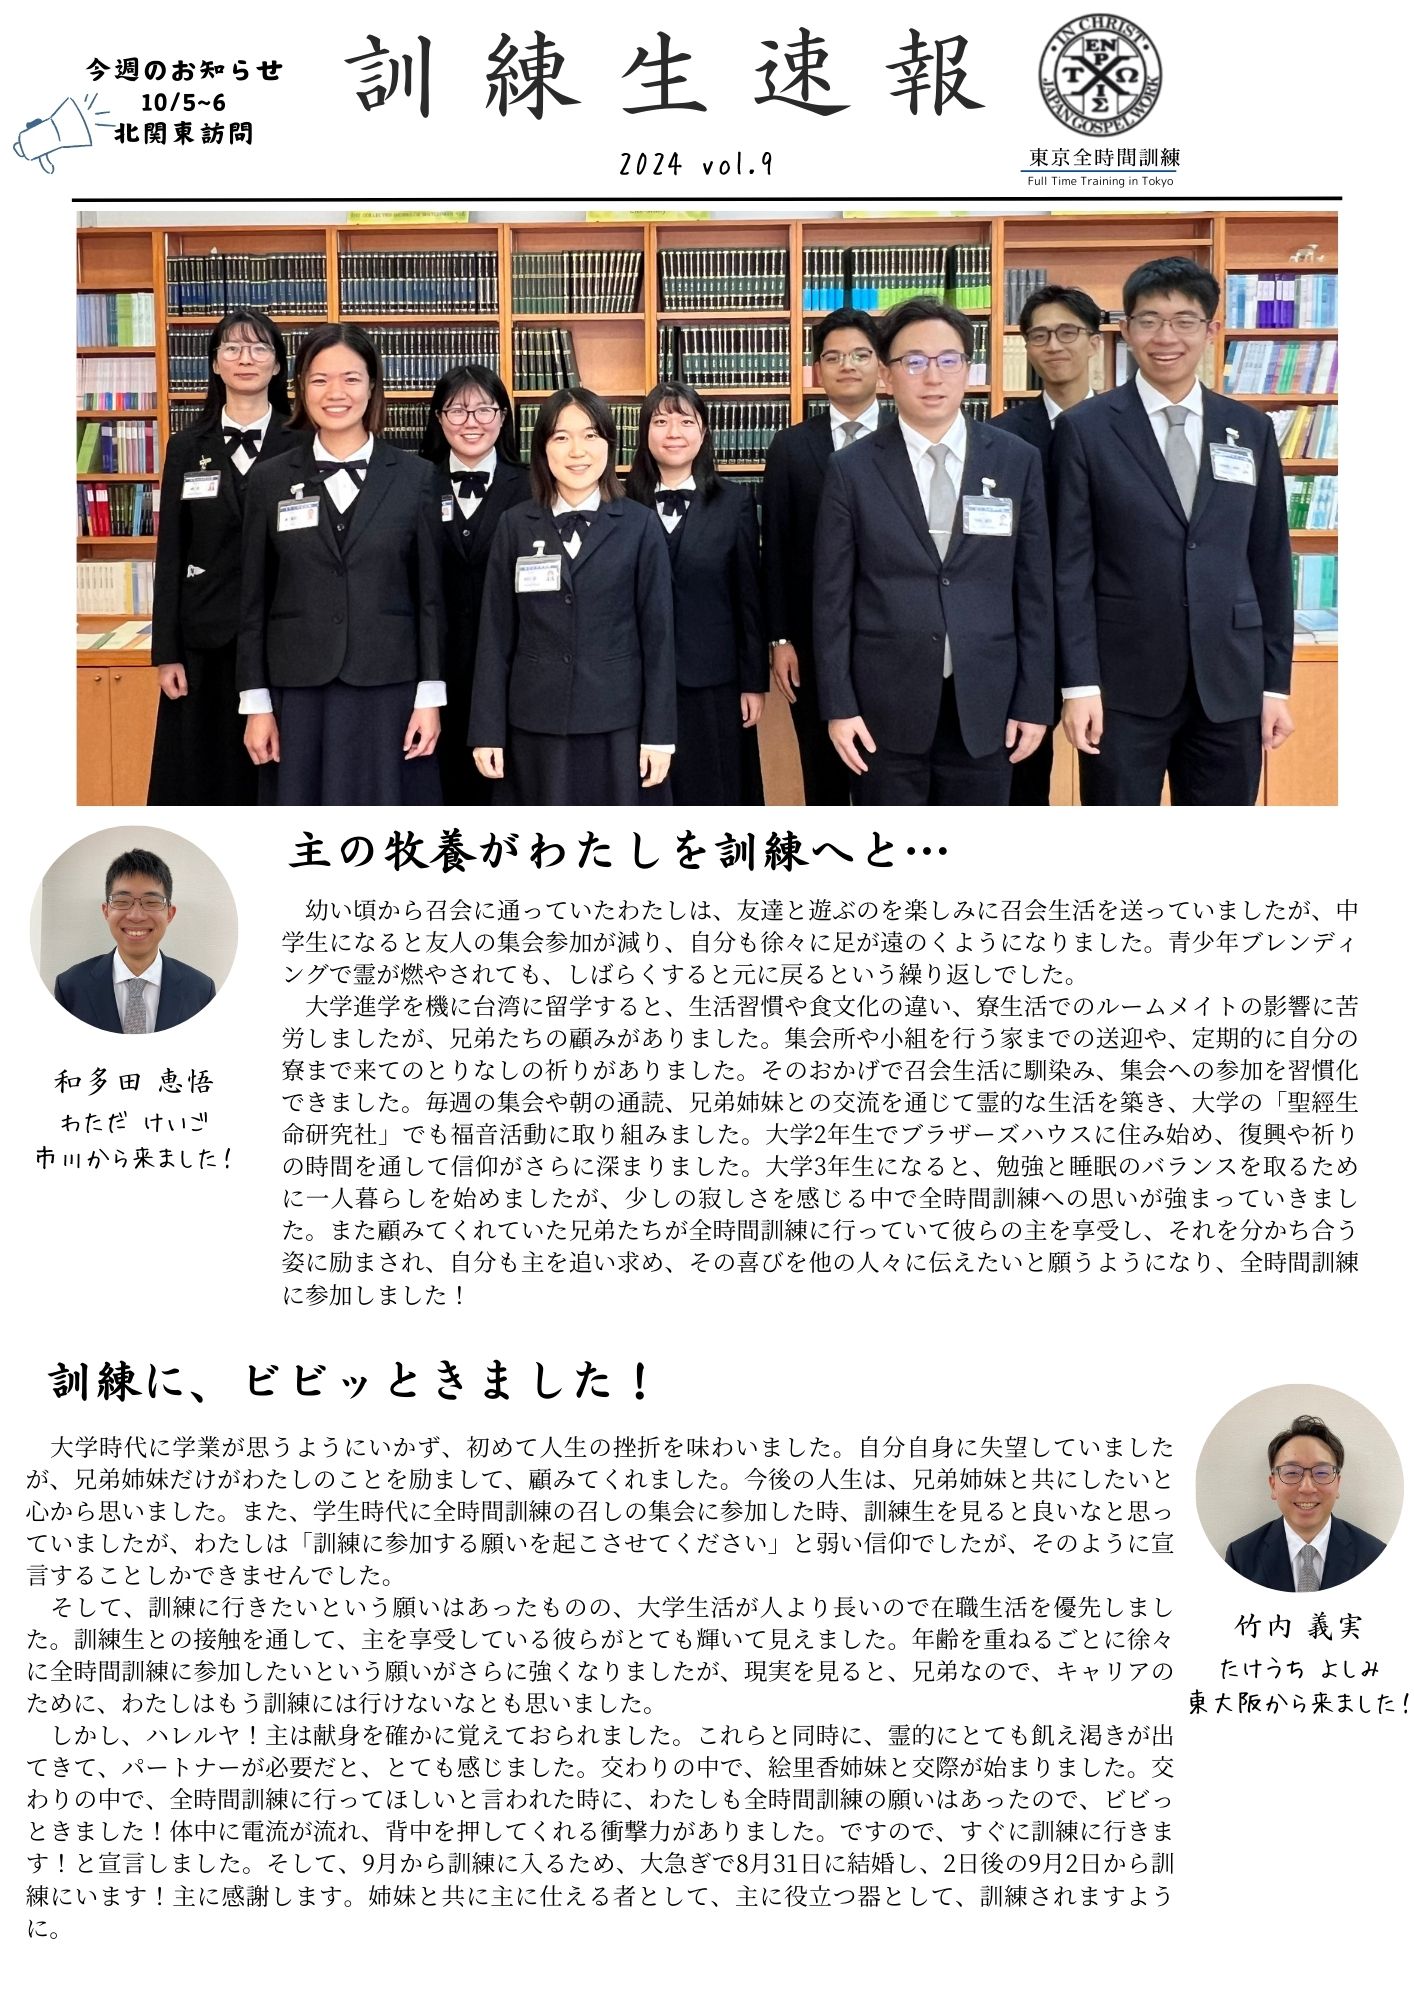 今週のお知らせ
10/5~6
北関東訪問
訓練生速報
2024 vol.9
IN CHRIST
JAPAN GOSPEL WORK
東京全時間訓練
Full Time Training in Tokyo
主の牧養がわたしを訓練へと…
幼い頃から召会に通っていたわたしは、友達と遊ぶのを楽しみに召会生活を送っていましたが、中
学生になると友人の集会参加が減り、自分も徐々に足が遠のくようになりました。青少年ブレンディ
ングで霊が燃やされても、しばらくすると元に戻るという繰り返しでした。
大学進学を機に台湾に留学すると、生活習慣や食文化の違い、寮生活でのルームメイトの影響に苦
労しましたが、兄弟たちの顧みがありました。集会所や小組を行う家までの送迎や、定期的に自分の
寮まで来てのとりなしの祈りがありました。そのおかげで召会生活に馴染み、集会への参加を習慣化
できました。毎週の集会や朝の通読、兄弟姉妹との交流を通じて霊的な生活を築き、大学の「聖經生
命研究社」でも福音活動に取り組みました。大学2年生でブラザーズハウスに住み始め、復興や祈り
の時間を通して信仰がさらに深まりました。大学3年生になると、勉強と睡眠のバランスを取るため
に一人暮らしを始めましたが、少しの寂しさを感じる中で全時間訓練への思いが強まっていきまし
た。また顧みてくれていた兄弟たちが全時間訓練に行っていて彼らの主を享受し、それを分かち合う
姿に励まされ、自分も主を追い求め、その喜びを他の人々に伝えたいと願うようになり、全時間訓練
に参加しました！
和多田 恵悟
わただ けいご
市川から来ました！
訓練に、ビビッときました！
大学時代に学業が思うようにいかず、初めて人生の挫折を味わいました。自分自身に失望していました
が、兄弟姉妹だけがわたしのことを励まして、顧みてくれました。今後の人生は、兄弟姉妹と共にしたいと
心から思いました。また、学生時代に全時間訓練の召しの集会に参加した時、訓練生を見ると良いなと思っ
ていましたが、わたしは「訓練に参加する願いを起こさせてください」と弱い信仰でしたが、そのように宣
言することしかできませんでした。
そして、訓練に行きたいという願いはあったものの、大学生活が人より長いので在職生活を優先しまし
た。訓練生との接触を通して、主を享受している彼らがとても輝いて見えました。年齢を重ねるごとに徐々
に全時間訓練に参加したいという願いがさらに強くなりましたが、現実を見ると、兄弟なので、キャリアの
ために、わたしはもう訓練には行けないなとも思いました。
しかし、ハレルヤ！主は献身を確かに覚えておられました。これらと同時に、霊的にとても飢え渇きが出
てきて、パートナーが必要だと、とても感じました。交わりの中で、絵里香姉妹と交際が始まりました。交
わりの中で、全時間訓練に行ってほしいと言われた時に、わたしも全時間訓練の願いはあったので、ビビっ
ときました！体中に電流が流れ、背中を押してくれる衝撃力がありました。ですので、すぐに訓練に行きま
す！と宣言しました。そして、9月から訓練に入るため、大急ぎで8月31日に結婚し、2日後の9月2日から訓
練にいます！主に感謝します。姉妹と共に主に仕える者として、主に役立つ器として、訓練されますよう
に。
竹内 義実
たけうち よしみ
東大阪から来ました！